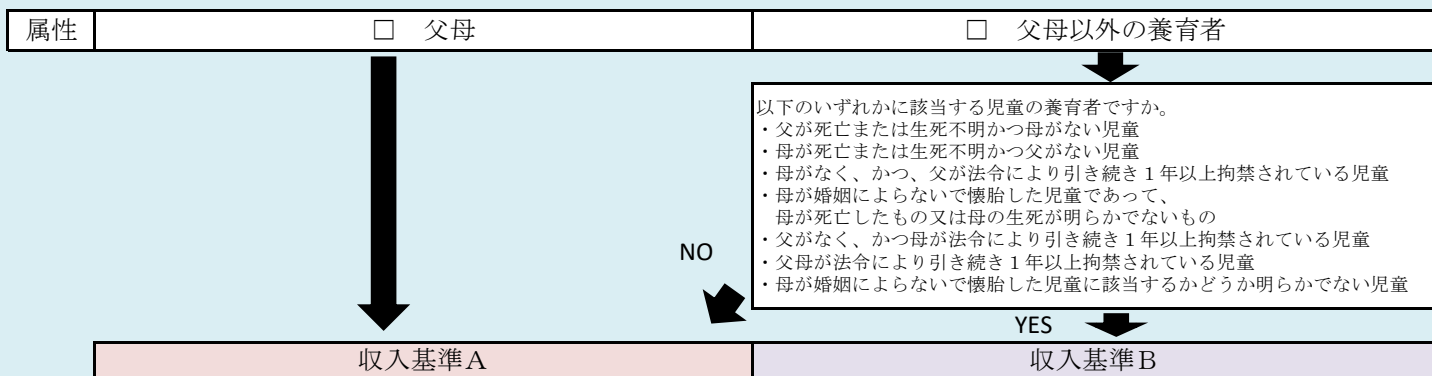 属性
□　父母
□　父母以外の養育者
以下のいずれかに該当する児童の養育者ですか。
・父が死亡または生死不明かつ母がない児童
・母が死亡または生死不明かつ父がない児童
・母がなく、かつ、父が法令により引き続き１年以上拘禁されている児童
・母が婚姻によらないで懐胎した児童であって、
母が死亡したもの又は母の生死が明らかでないもの
・父がなく、かつ母が法令により引き続き１年以上拘禁されている児童
・父母が法令により引き続き１年以上拘禁されている児童
・母が婚姻によらないで懐胎した児童に該当するかどうか明らかでない児童
NO
YES
収入基準Ａ
収入基準Ｂ